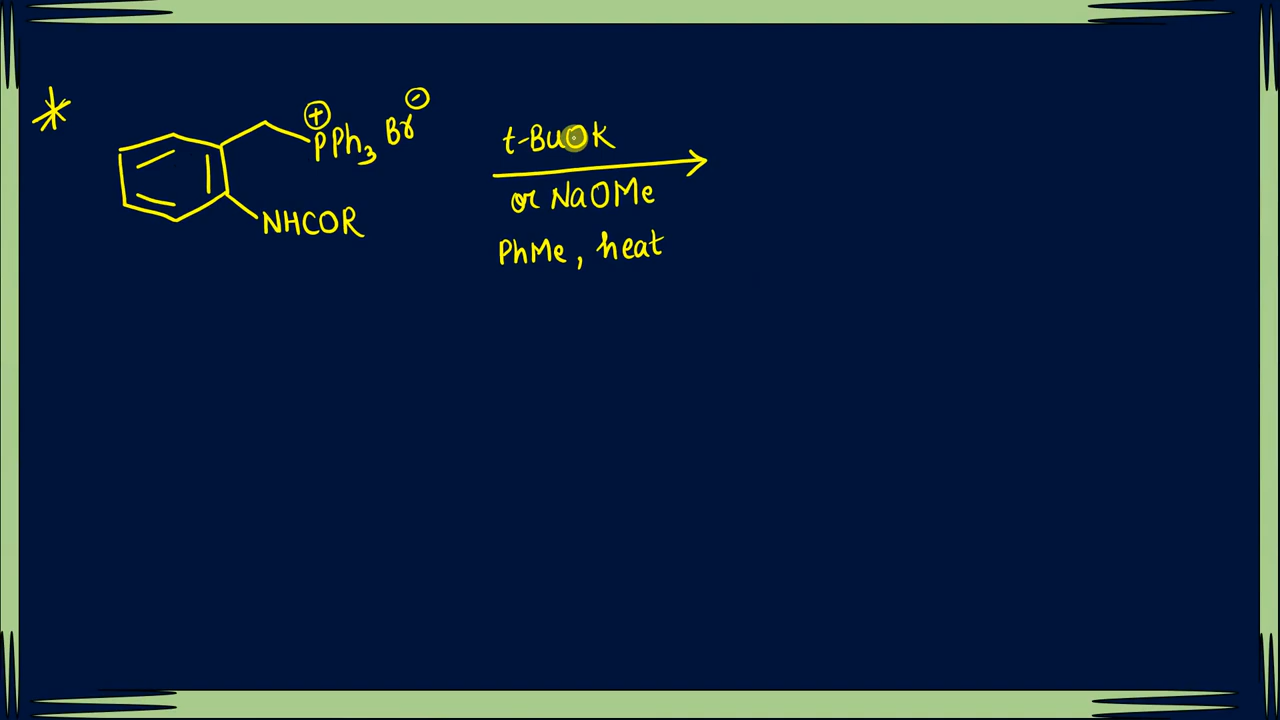 *
⊕
PPh3 Br⊖
NHCOR
t-BuOK
or NaOMe
PhMe, heat